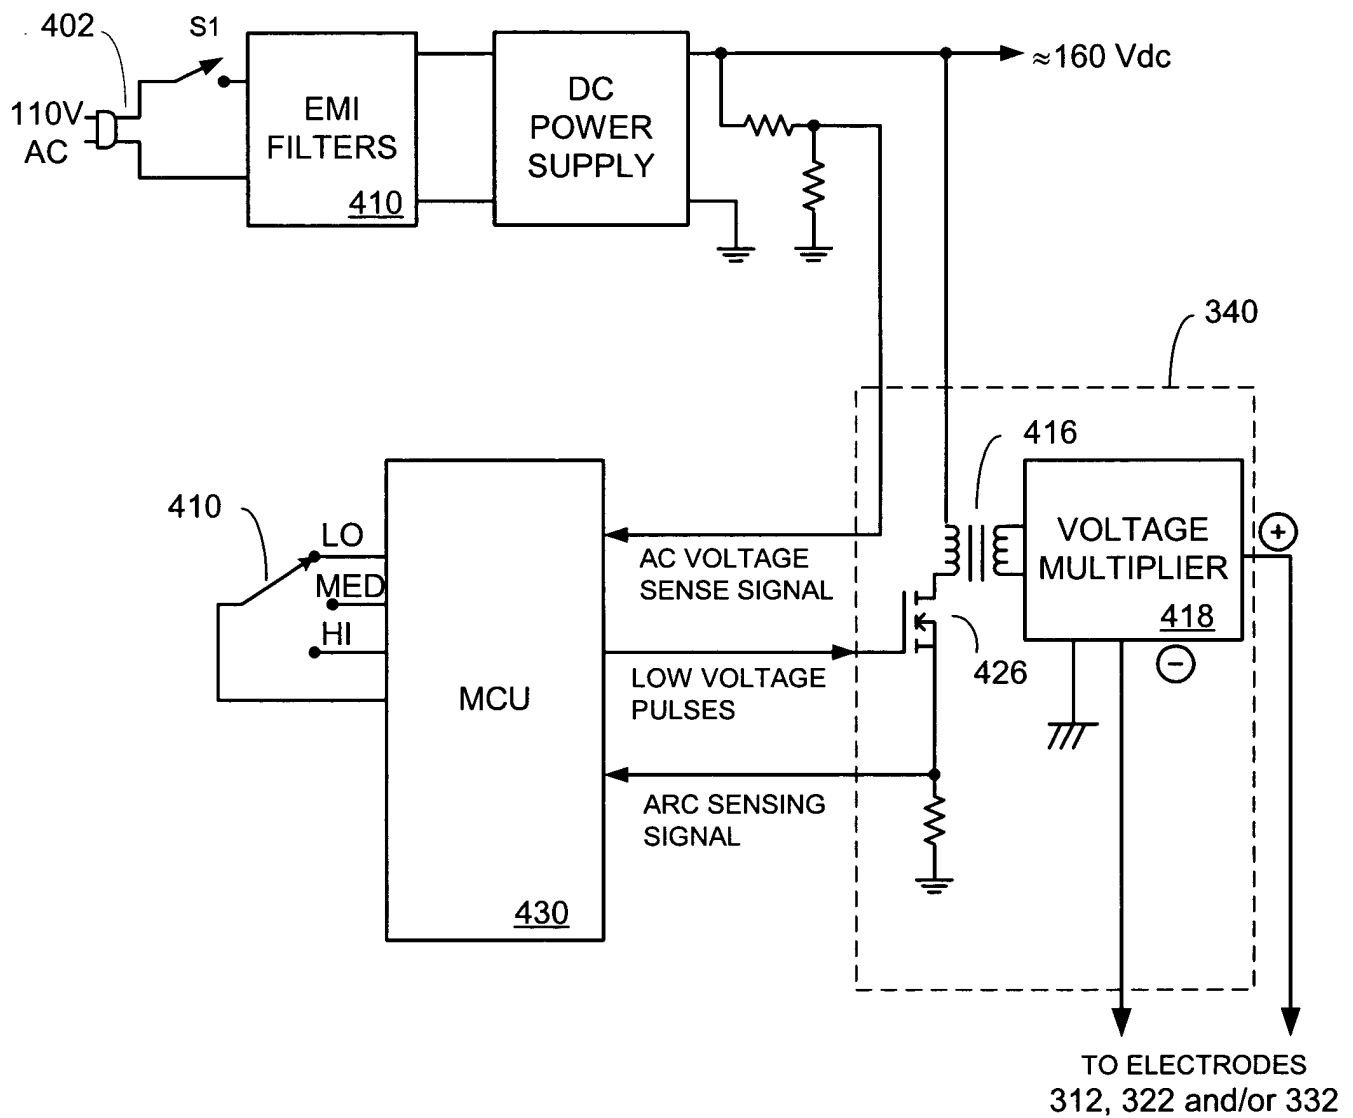 402
S1
110V
AC
EMI
FILTERS
410
DC
POWER
SUPPLY
≈160 Vdc
340
416
410
LO
MED
HI
MCU
430
AC VOLTAGE
SENSE SIGNAL
LOW VOLTAGE
PULSES
ARC SENSING
SIGNAL
426
VOLTAGE
MULTIPLIER
418
+
−
TO ELECTRODES
312, 322 and/or 332